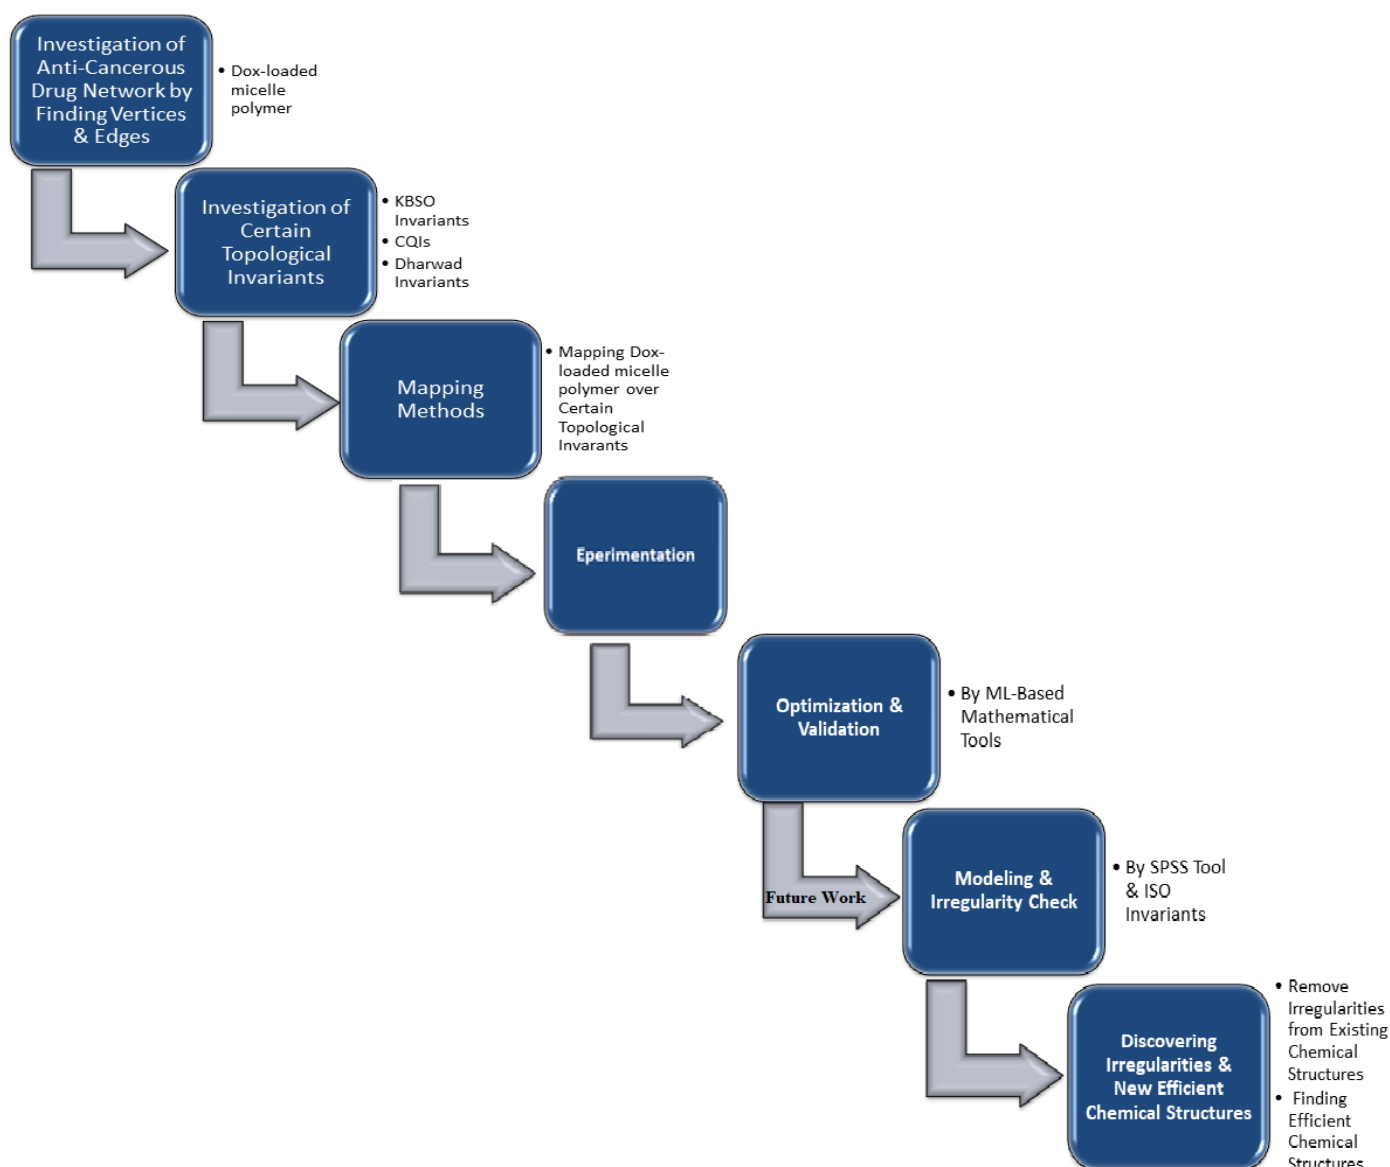 Investigation of
Anti-Cancerous
Drug Network by
Finding Vertices
& Edges
• Dox-loaded
micelle
polymer
Investigation of
Certain
Topological
Invariants
• KBSO
Invariants
• CQIs
• Dharwad
Invariants
Mapping
Methods
• Mapping Dox-
loaded micelle
polymer over
Certain
Topological
Invarants
Eperimentation
Optimization &
Validation
• By ML-Based
Mathematical
Tools
Future Work
Modeling &
Irregularity Check
• By SPSS Tool
& ISO
Invariants
Discovering
Irregularities &
New Efficient
Chemical Structures
• Remove
Irregularities
from Existing
Chemical
Structures
• Finding
Efficient
Chemical
Structures